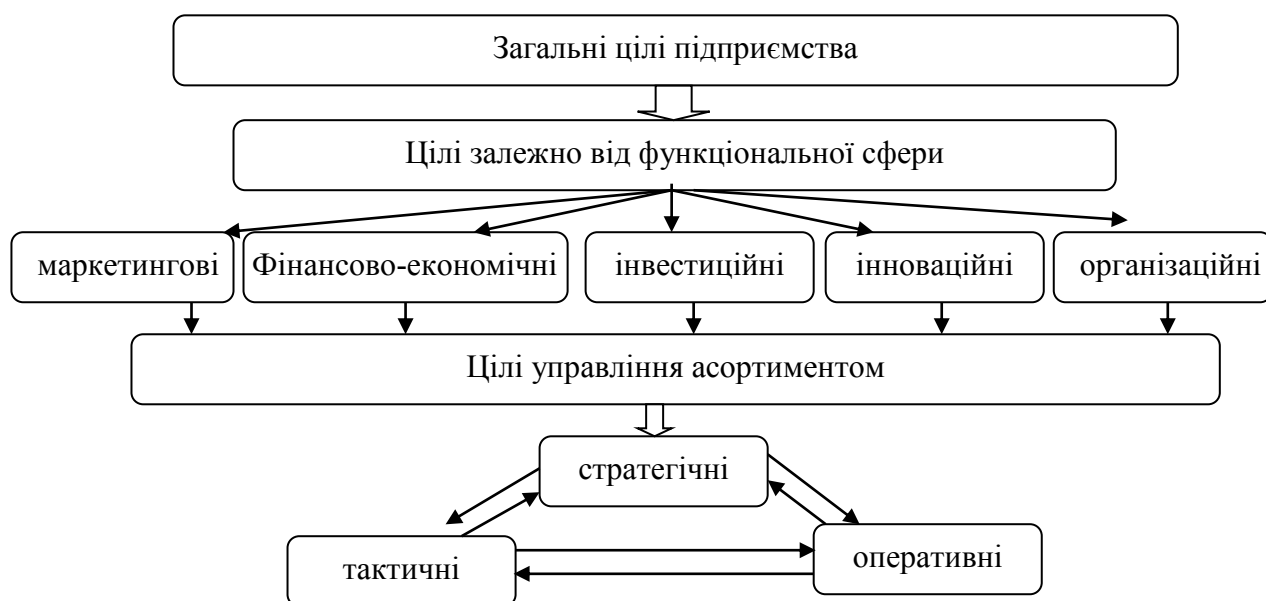 Загальні цілі підприємства
Цілі залежно від функціональної сфери
маркетингові
Фінансово-економічні
інвестиційні
інноваційні
організаційні
Цілі управління асортиментом
стратегічні
тактичні
оперативні